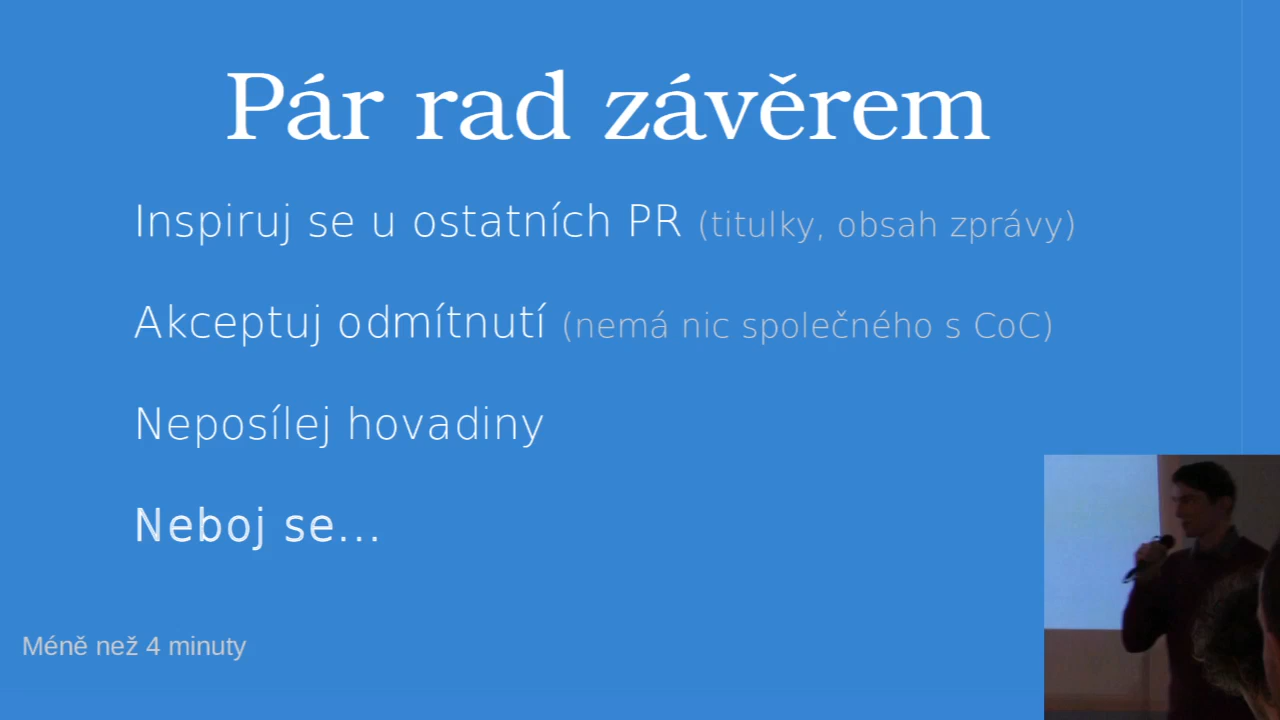 Pár rad závěrem
Inspiruj se u ostatních PR (titulky, obsah zprávy)
Akceptuj odmítnutí (nemá nic společného s CoC)
Neposílej hovadiny
Neboj se...
Méně než 4 minuty